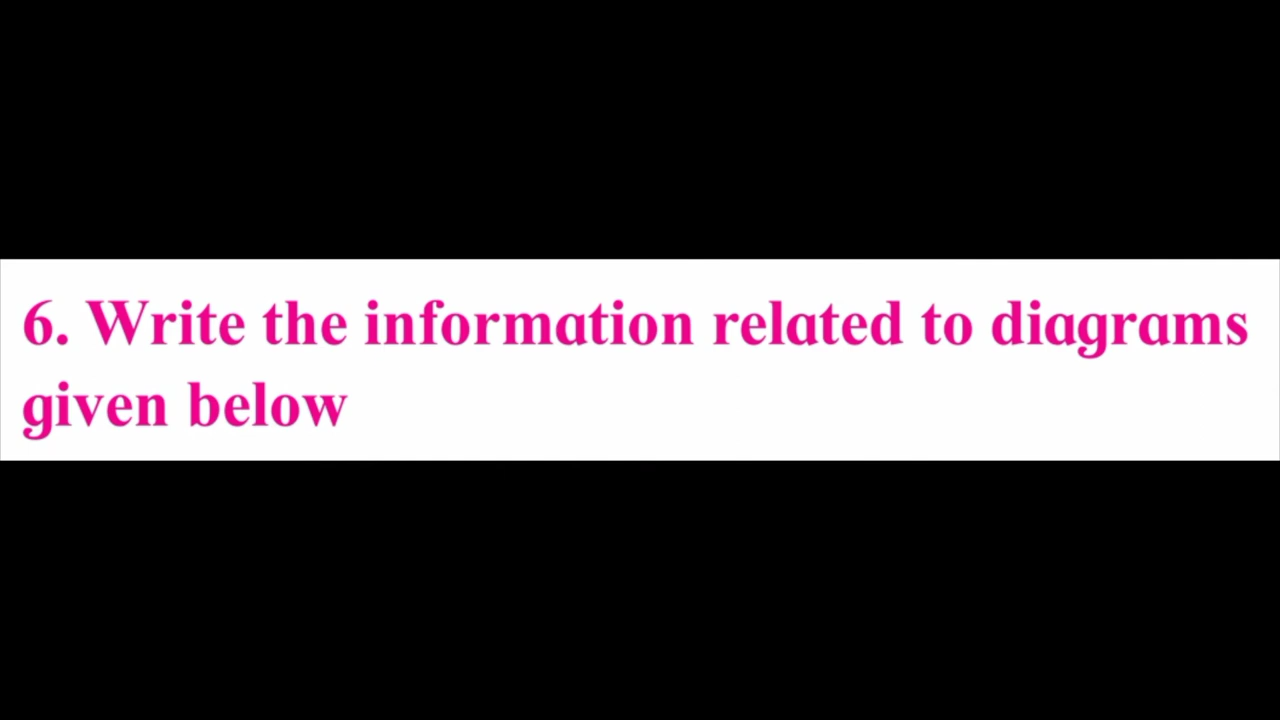 6. Write the information related to diagrams
given below